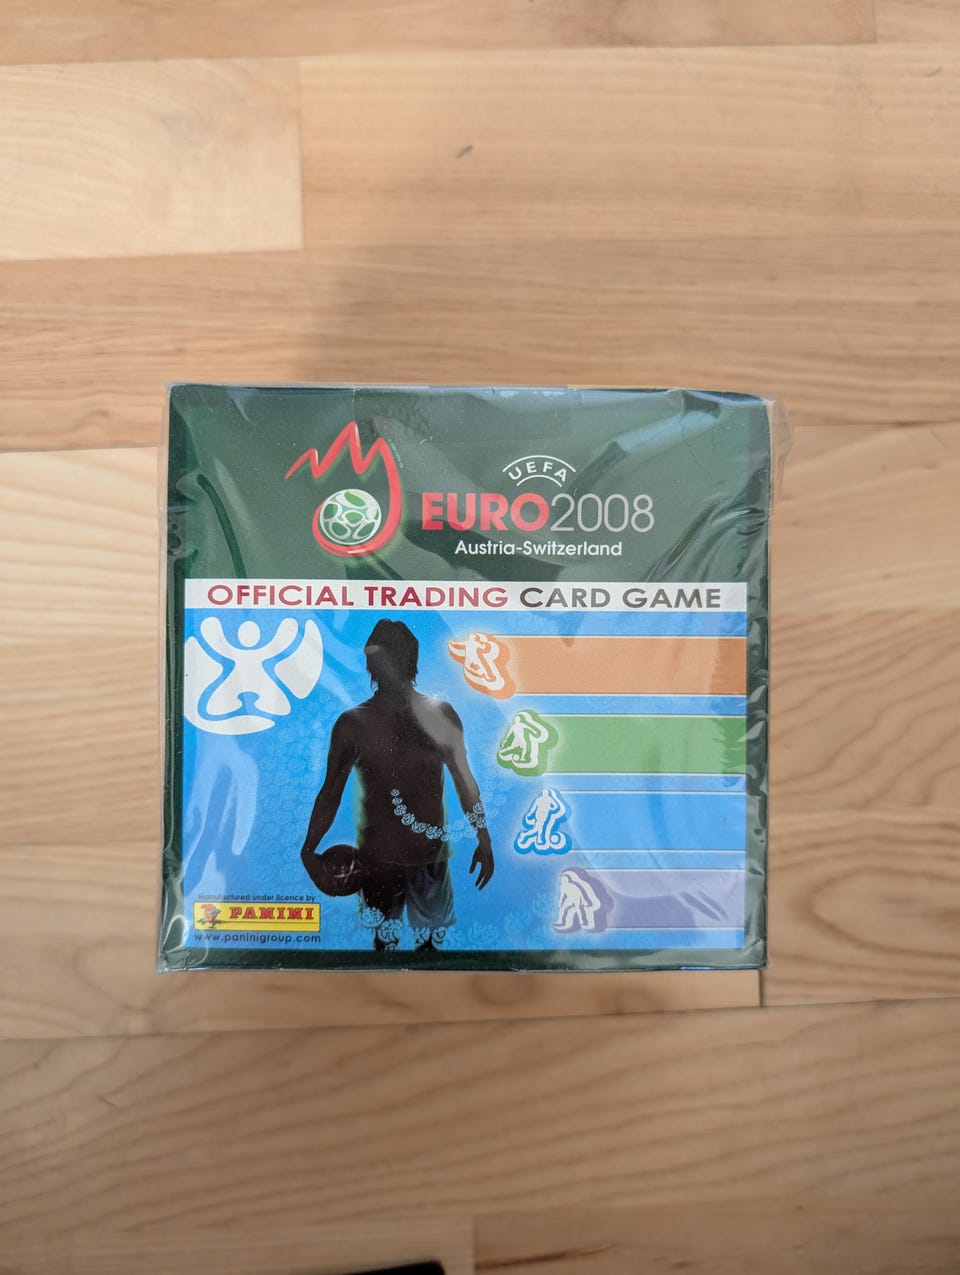 UEFA
EURO2008
Austria-Switzerland
OFFICIAL TRADING CARD GAME
Manufactured under licence by
PANINI
www.paninigroup.com